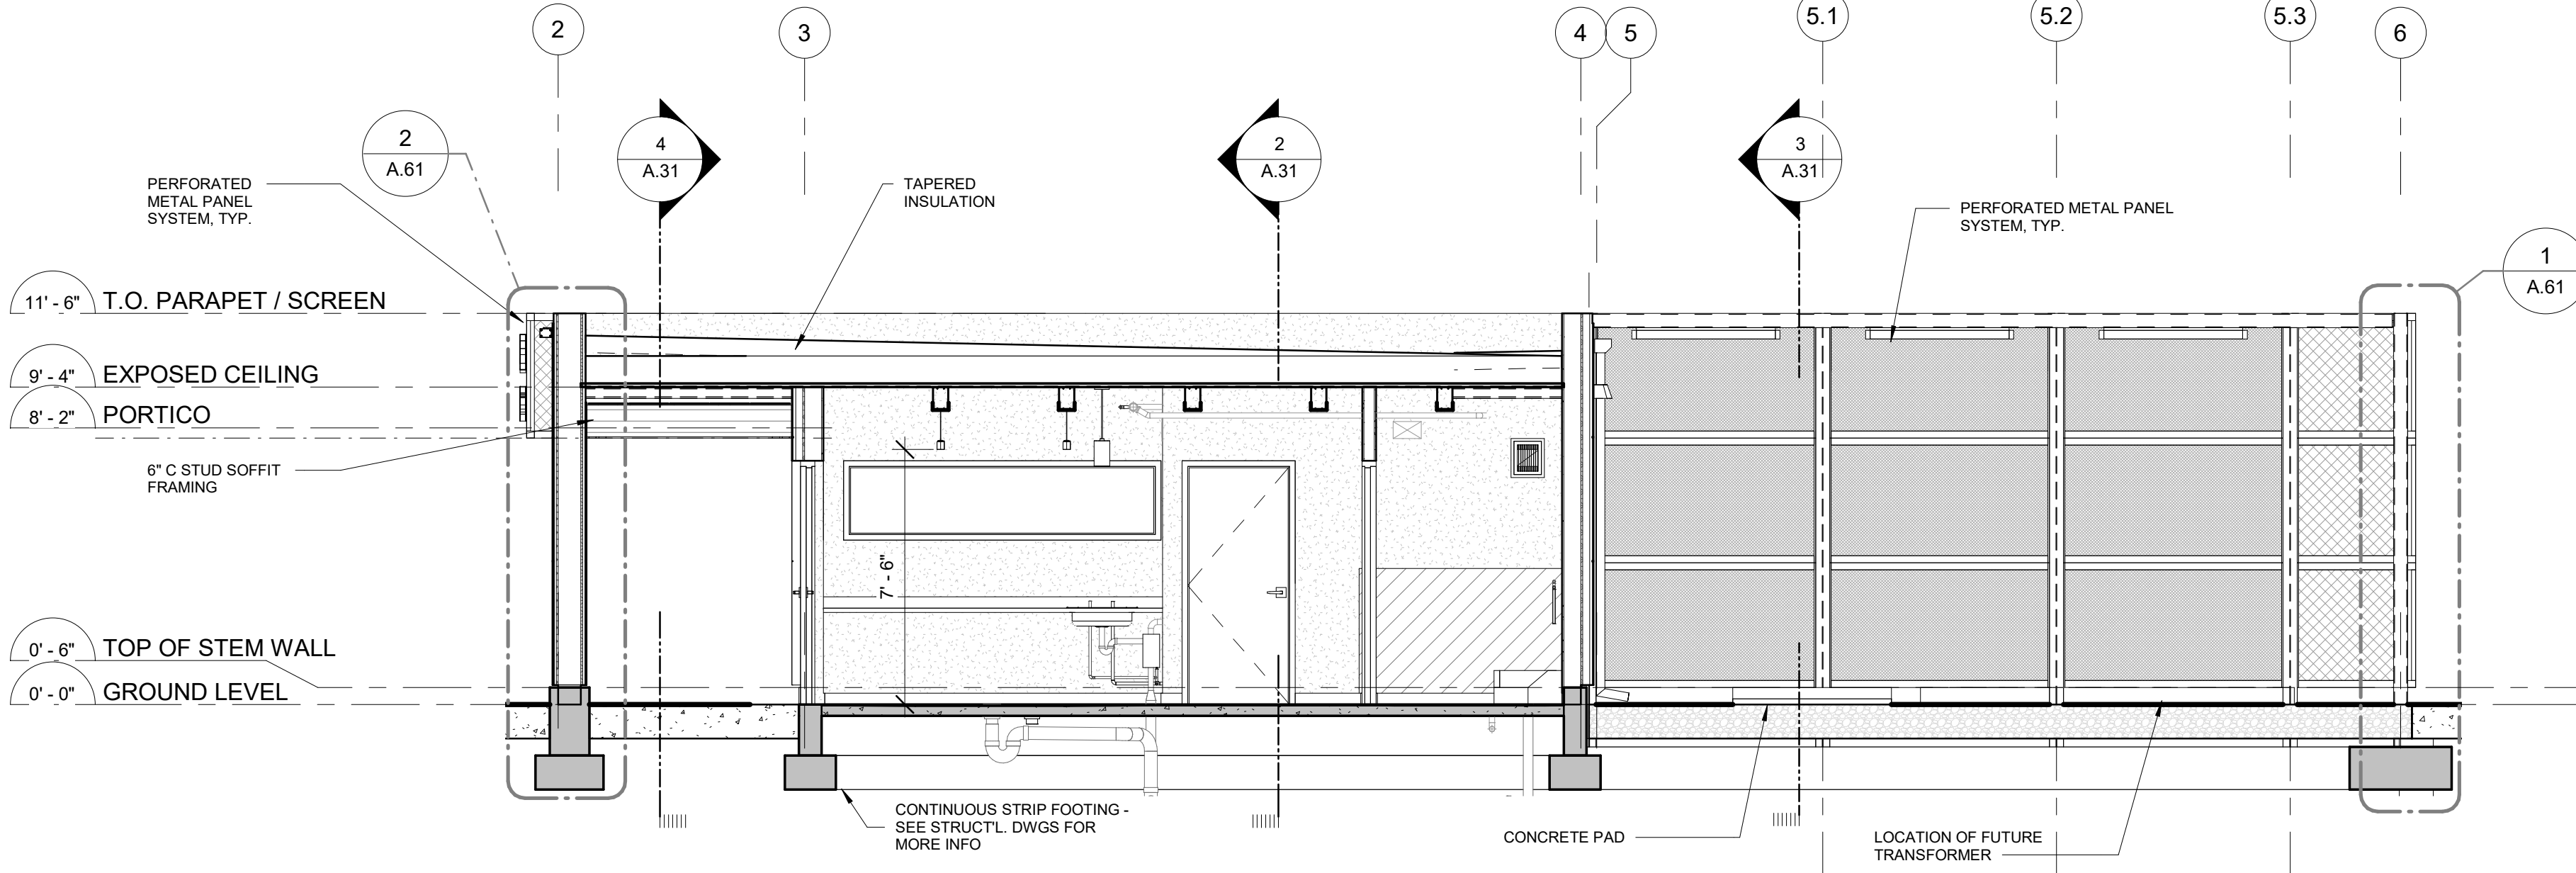 2
3
4
5
5.1
5.2
5.3
6
2
A.61
4
A.31
2
A.31
3
A.31
1
A.61
PERFORATED
METAL PANEL
SYSTEM, TYP.
TAPERED
INSULATION
PERFORATED METAL PANEL
SYSTEM, TYP.
11' - 6" T.O. PARAPET / SCREEN
9' - 4" EXPOSED CEILING
8' - 2" PORTICO
6" C STUD SOFFIT
FRAMING
7' - 6"
0' - 6" TOP OF STEM WALL
0' - 0" GROUND LEVEL
CONTINUOUS STRIP FOOTING -
SEE STRUCT'L. DWGS FOR
MORE INFO
CONCRETE PAD
LOCATION OF FUTURE
TRANSFORMER